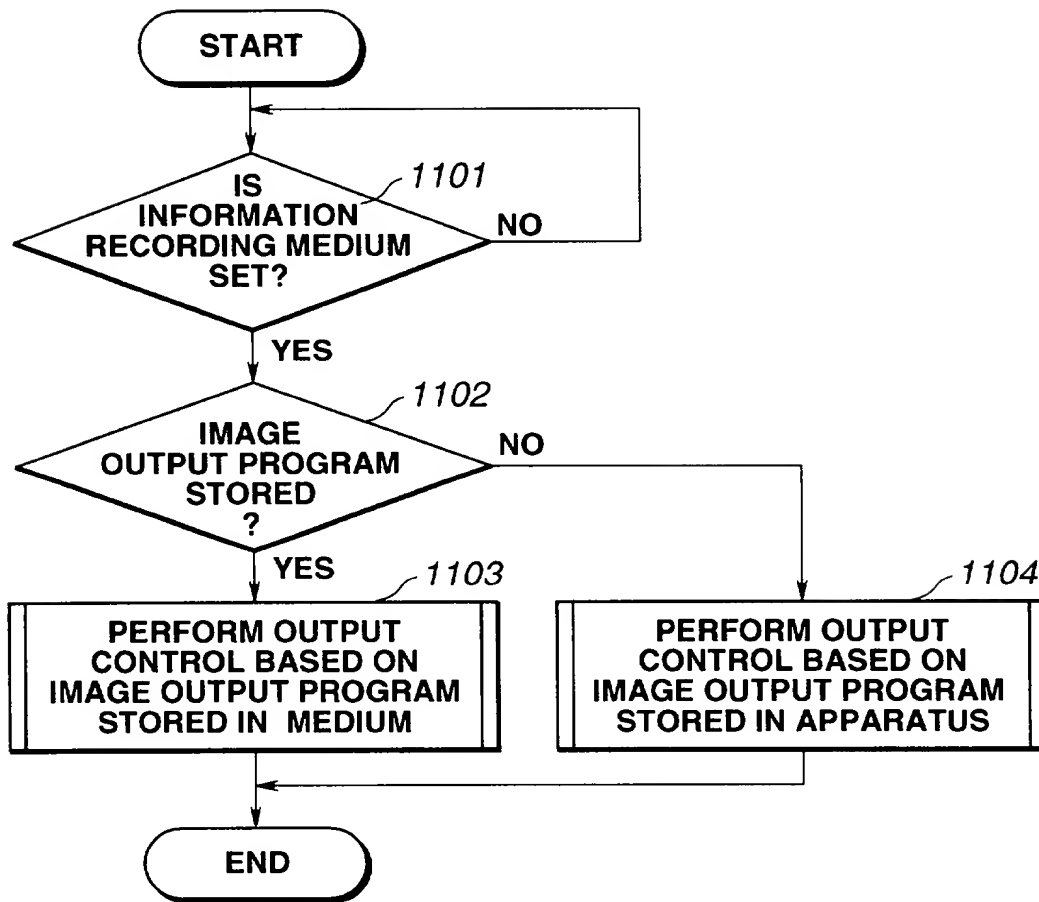 START
1101
IS
INFORMATION
RECORDING MEDIUM
SET?
NO
YES
1102
IMAGE
OUTPUT PROGRAM
STORED
?
NO
YES
1103
PERFORM OUTPUT
CONTROL BASED ON
IMAGE OUTPUT PROGRAM
STORED IN MEDIUM
1104
PERFORM OUTPUT
CONTROL BASED ON
IMAGE OUTPUT PROGRAM
STORED IN APPARATUS
END